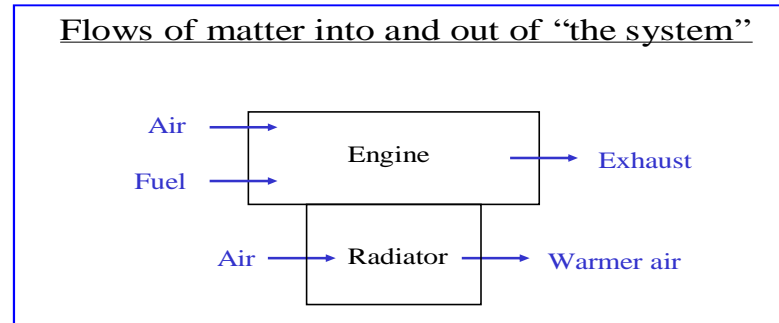 Flows of matter into and out of “the system”
Air
Engine
Exhaust
Fuel
Air
Radiator
Warmer air